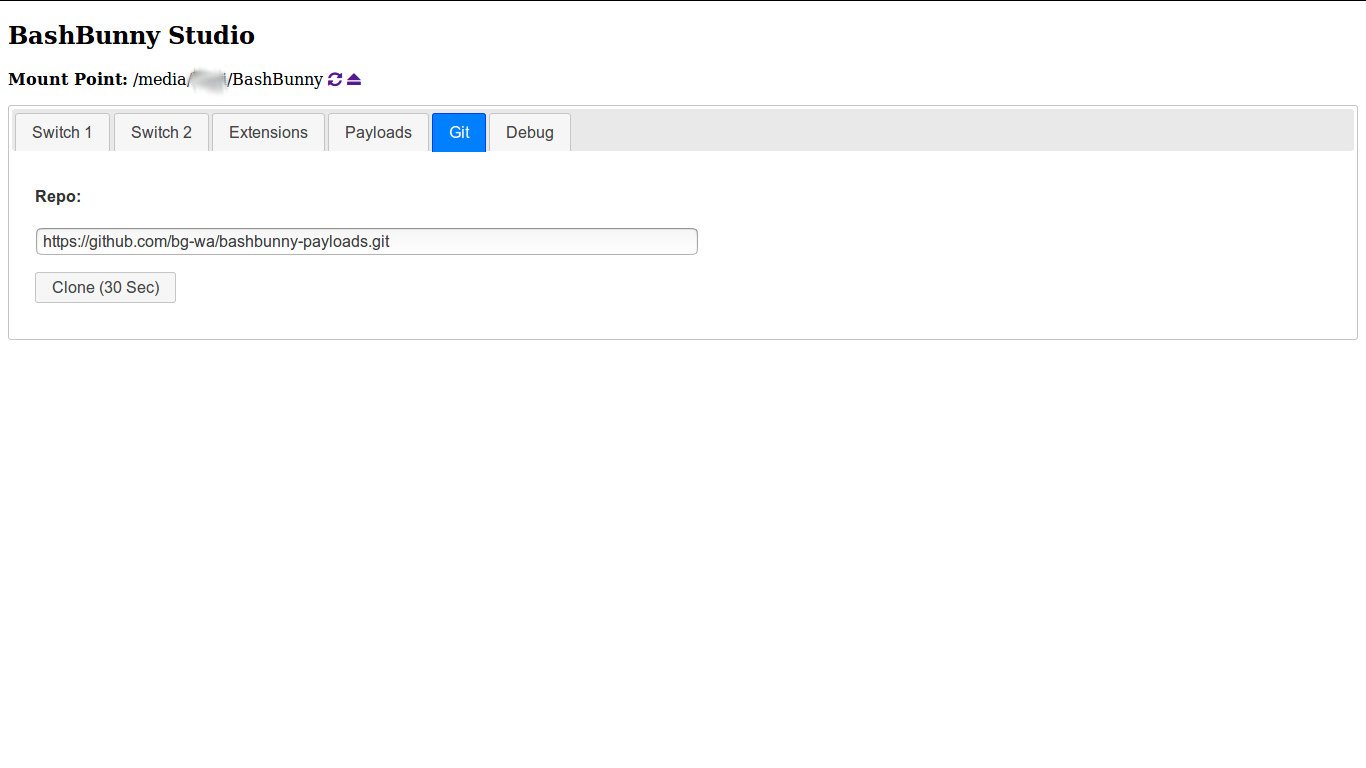 BashBunny Studio
Mount Point: /media/ /BashBunny
Switch 1 Switch 2 Extensions Payloads Git Debug
Repo:
https://github.com/bg-wa/bashbunny-payloads.git
Clone (30 Sec)